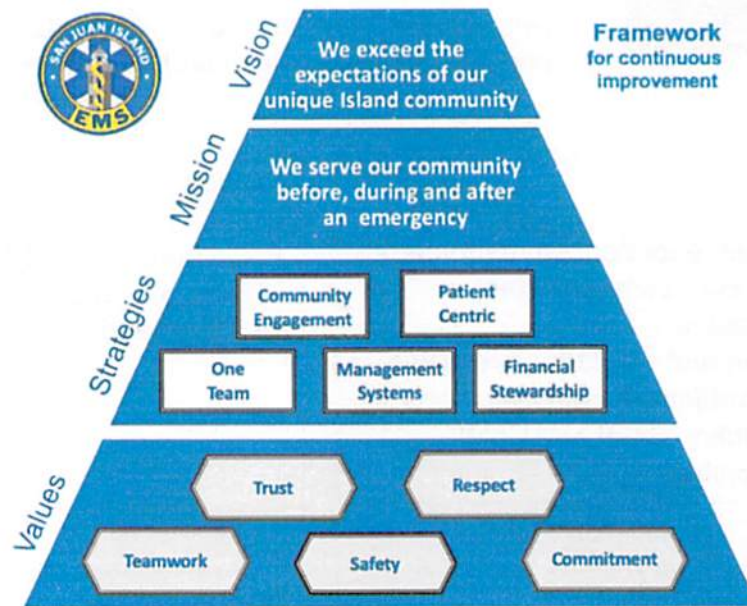 SAN JUAN ISLAND
EMS
Framework
for continuous
improvement
Vision
We exceed the
expectations of our
unique Island community
Mission
We serve our community
before, during and after
an emergency
Strategies
Community
Engagement
Patient
Centric
One
Team
Management
Systems
Financial
Stewardship
Values
Trust
Respect
Teamwork
Safety
Commitment